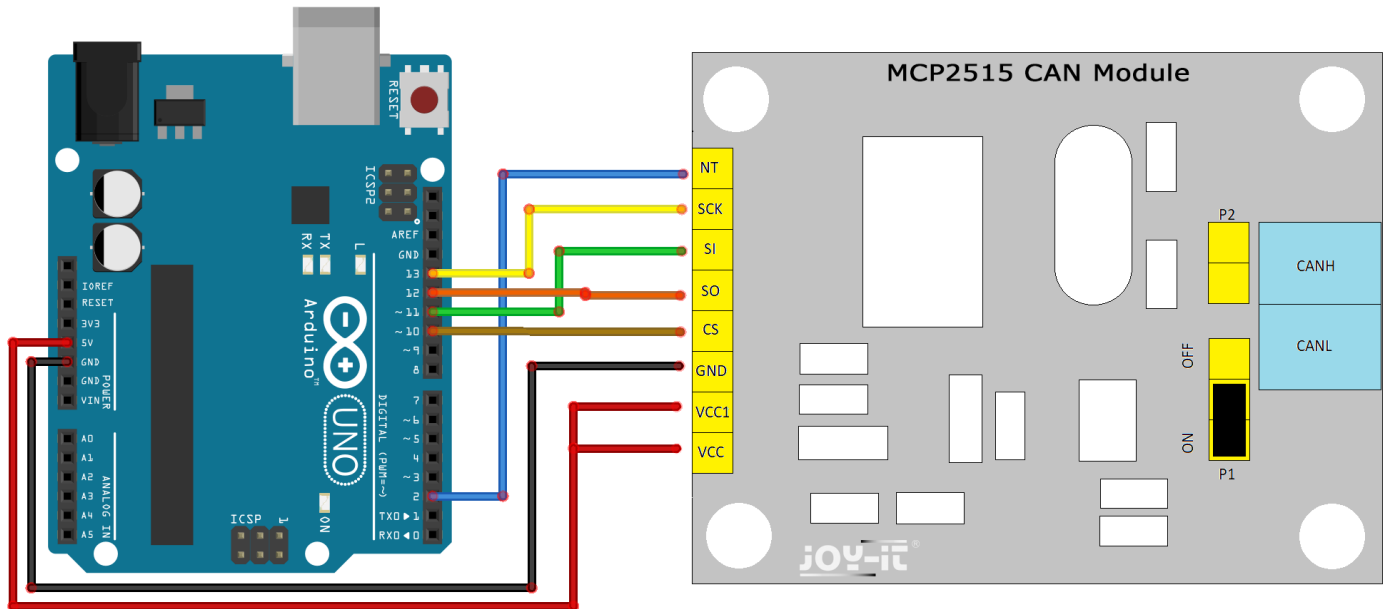 MCP2515 CAN Module
RESET
ICSP2
AREF
GND
13
12
~11
~10
~9
8
7
~6
~5
4
~3
2
TX0▶1
RX0◀0
DIGITAL (PWM=~)
RX
TX
L
Arduino™
UNO
ON
ICSP
1
IOREF
RESET
3V3
5V
GND
GND
VIN
POWER
A0
A1
A2
A3
A4
A5
ANALOG IN
NT
SCK
SI
SO
CS
GND
VCC1
VCC
P2
CANH
CANL
OFF
ON
P1
JOY-iT®